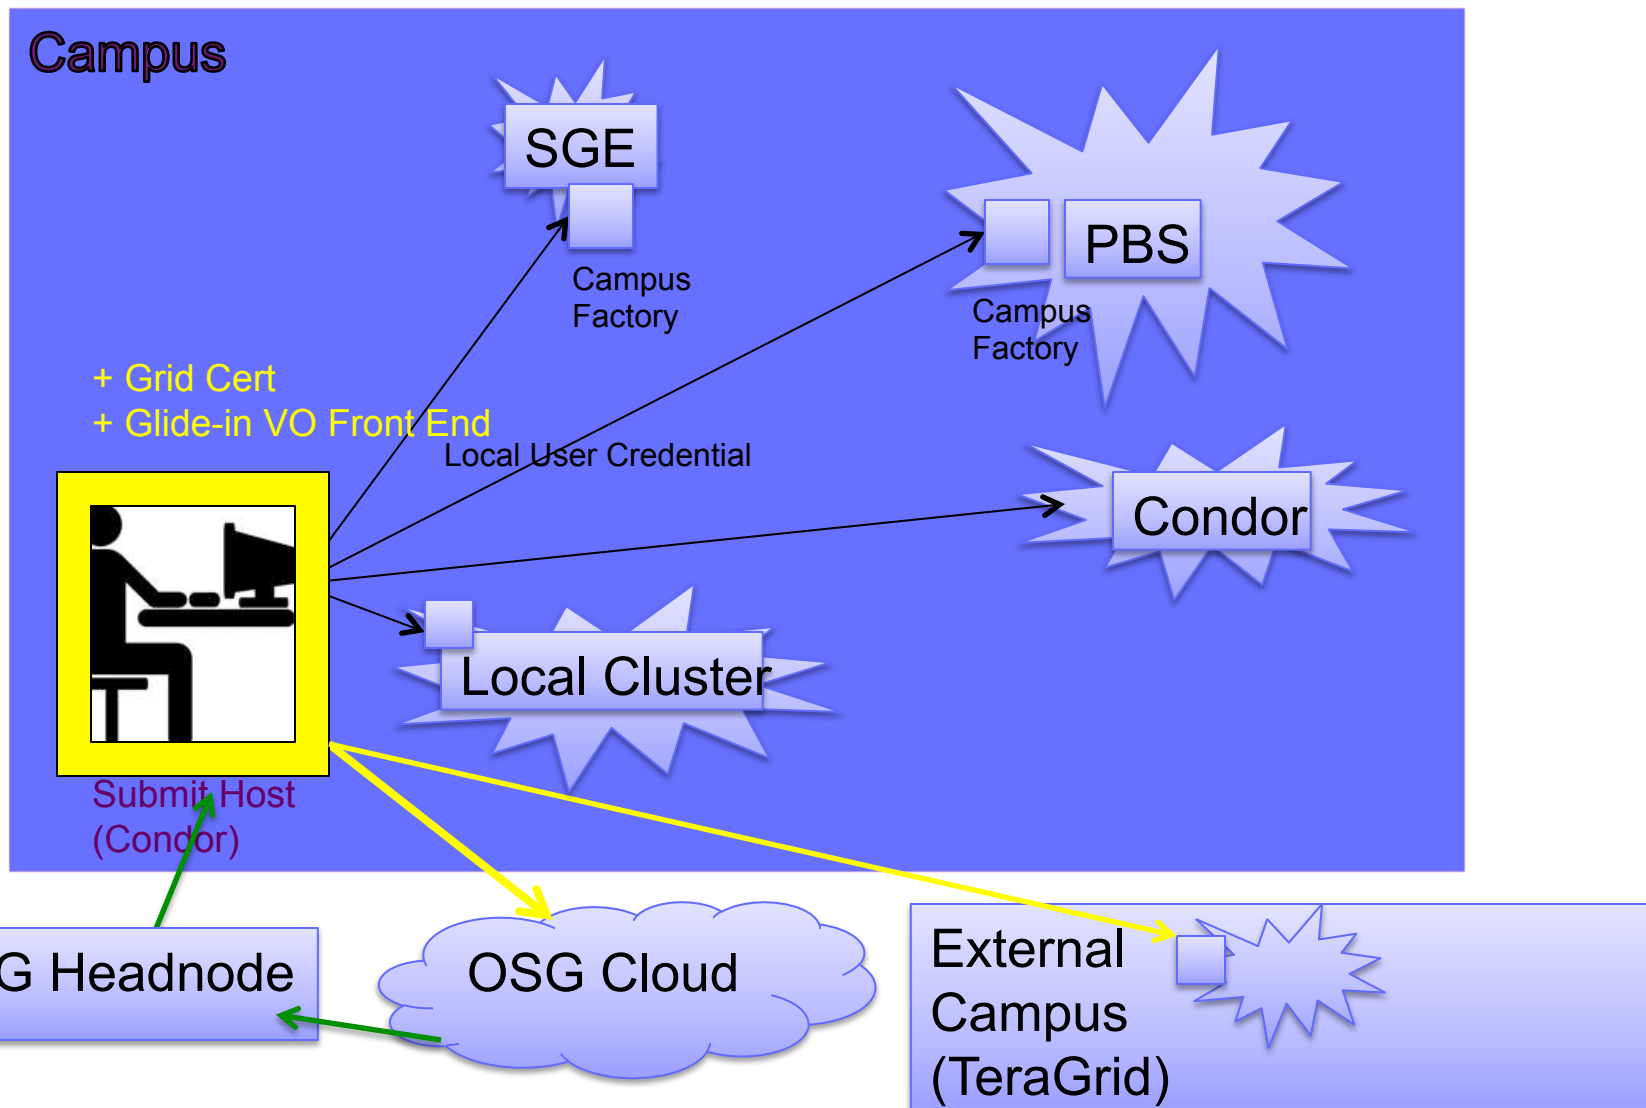 Campus
SGE
PBS
Campus
Factory
Campus
Factory
+ Grid Cert
+ Glide-in VO Front End
Local User Credential
Condor
Local Cluster
Submit Host
(Condor)
G Headnode
OSG Cloud
External
Campus
(TeraGrid)